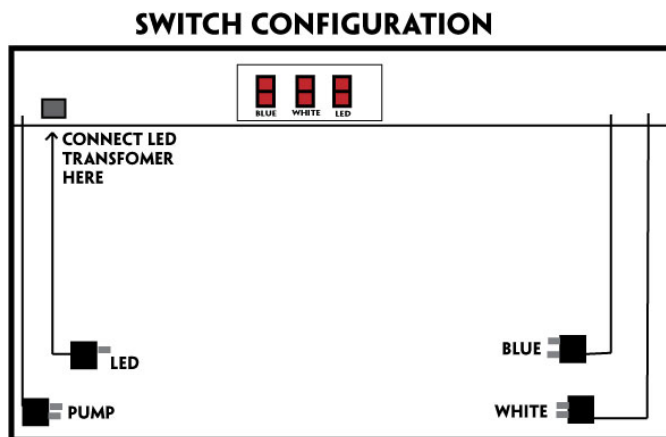 SWITCH CONFIGURATION
BLUE WHITE LED
CONNECT LED
TRANSFOMER
HERE
LED
BLUE
PUMP
WHITE